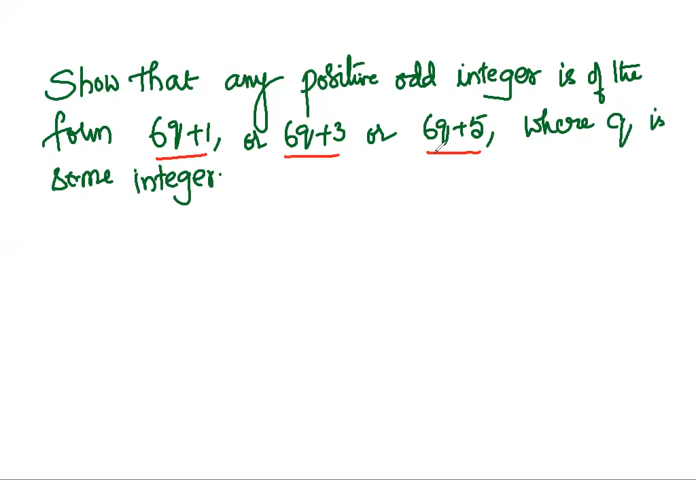 Show that any positive odd integer is of the
form 6q+1, or 6q+3 or 6q+5, where q is
some integer.